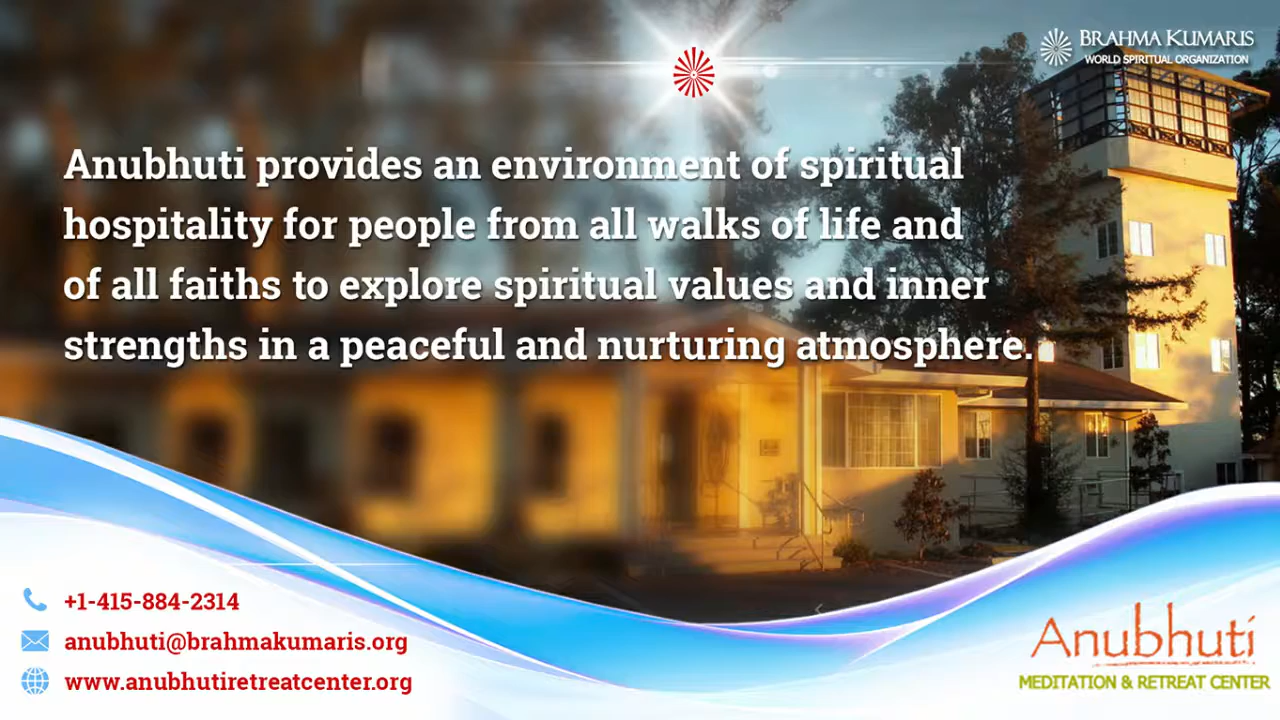 BRAHMA KUMARIS
WORLD SPIRITUAL ORGANIZATION
Anubhuti provides an environment of spiritual
hospitality for people from all walks of life and
of all faiths to explore spiritual values and inner
strengths in a peaceful and nurturing atmosphere.
+1-415-884-2314
anubhuti@brahmakumaris.org
www.anubhutiretreatcenter.org
Anubhuti
MEDITATION & RETREAT CENTER